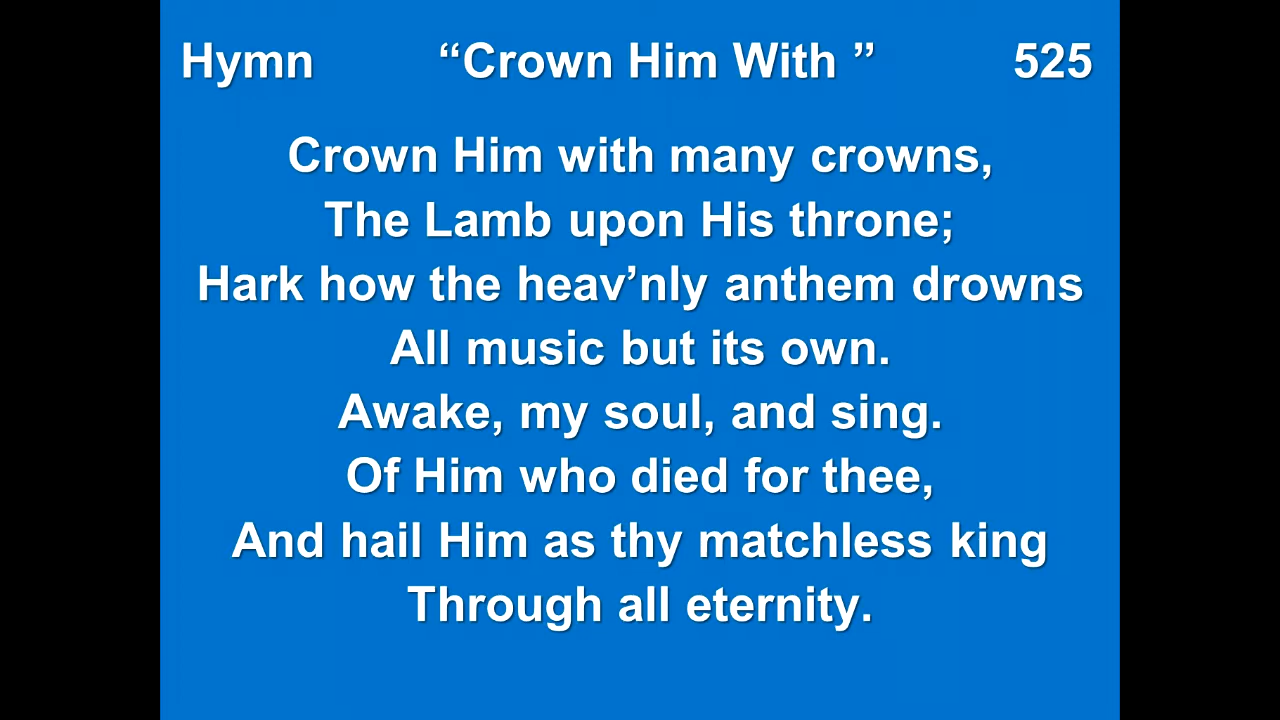 Hymn “Crown Him With ” 525
Crown Him with many crowns,
The Lamb upon His throne;
Hark how the heav’nly anthem drowns
All music but its own.
Awake, my soul, and sing.
Of Him who died for thee,
And hail Him as thy matchless king
Through all eternity.